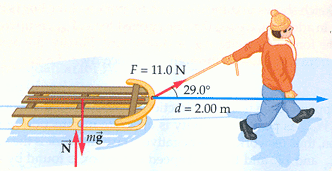 F = 11.0 N
29.0°
d = 2.00 m
N⃗
mg⃗